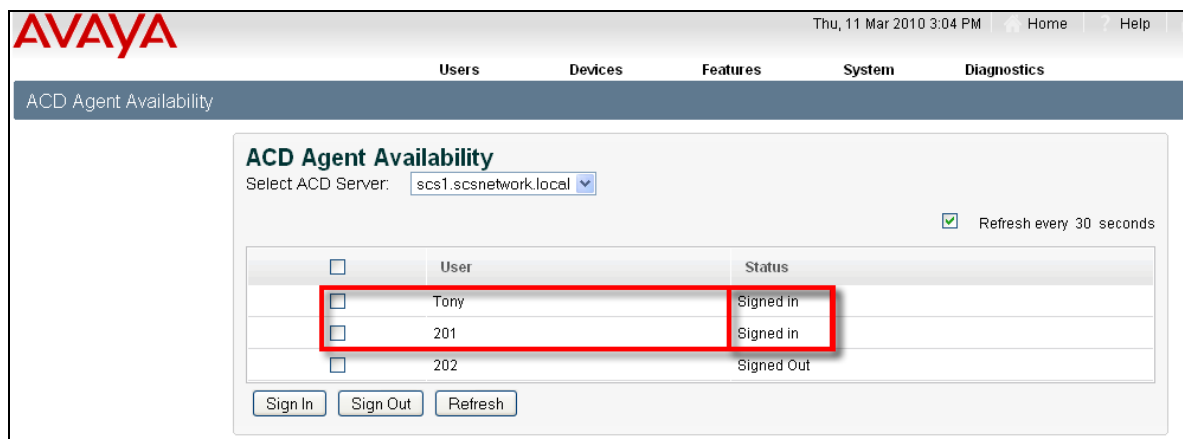 AVAYA
Thu, 11 Mar 2010 3:04 PM Home ? Help
Users Devices Features System Diagnostics
ACD Agent Availability
ACD Agent Availability
Select ACD Server: scs1.scsnetwork.local
Refresh every 30 seconds
User Status
Tony Signed in
201 Signed in
202 Signed Out
Sign In Sign Out Refresh